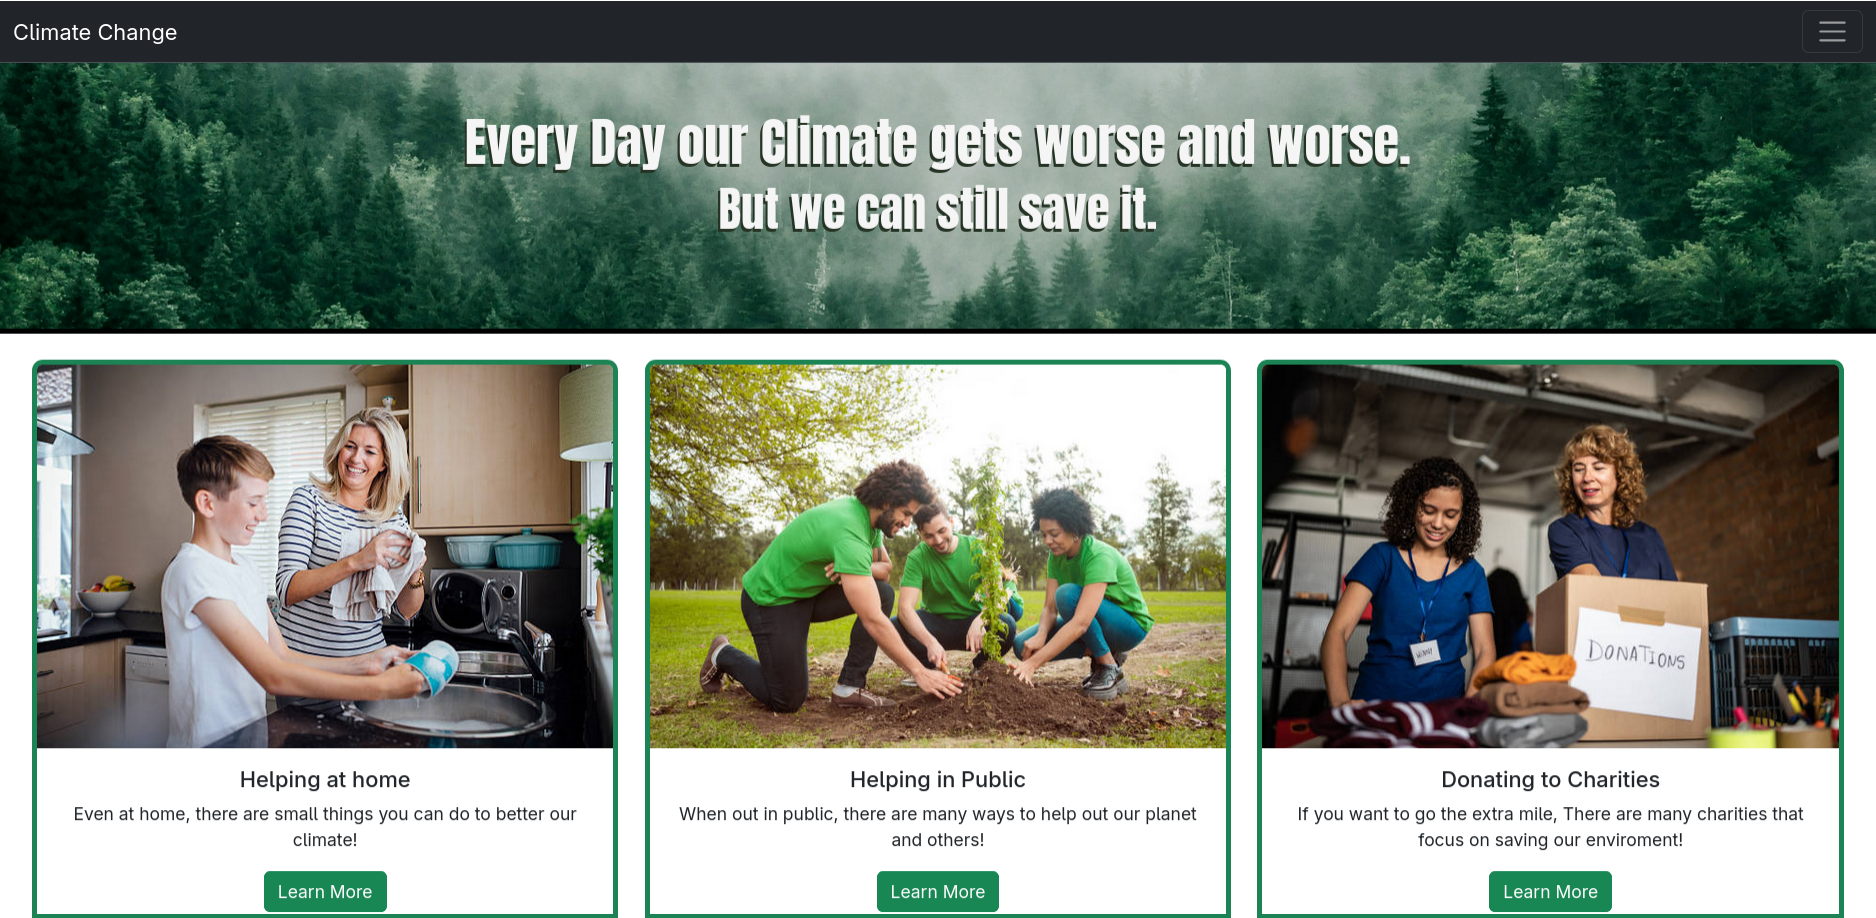 Climate Change
Every Day our Climate gets worse and worse.
But we can still save it.
DONATIONS
Helping at home
Even at home, there are small things you can do to better our
climate!
Learn More
Helping in Public
When out in public, there are many ways to help out our planet
and others!
Learn More
Donating to Charities
If you want to go the extra mile, There are many charities that
focus on saving our enviroment!
Learn More